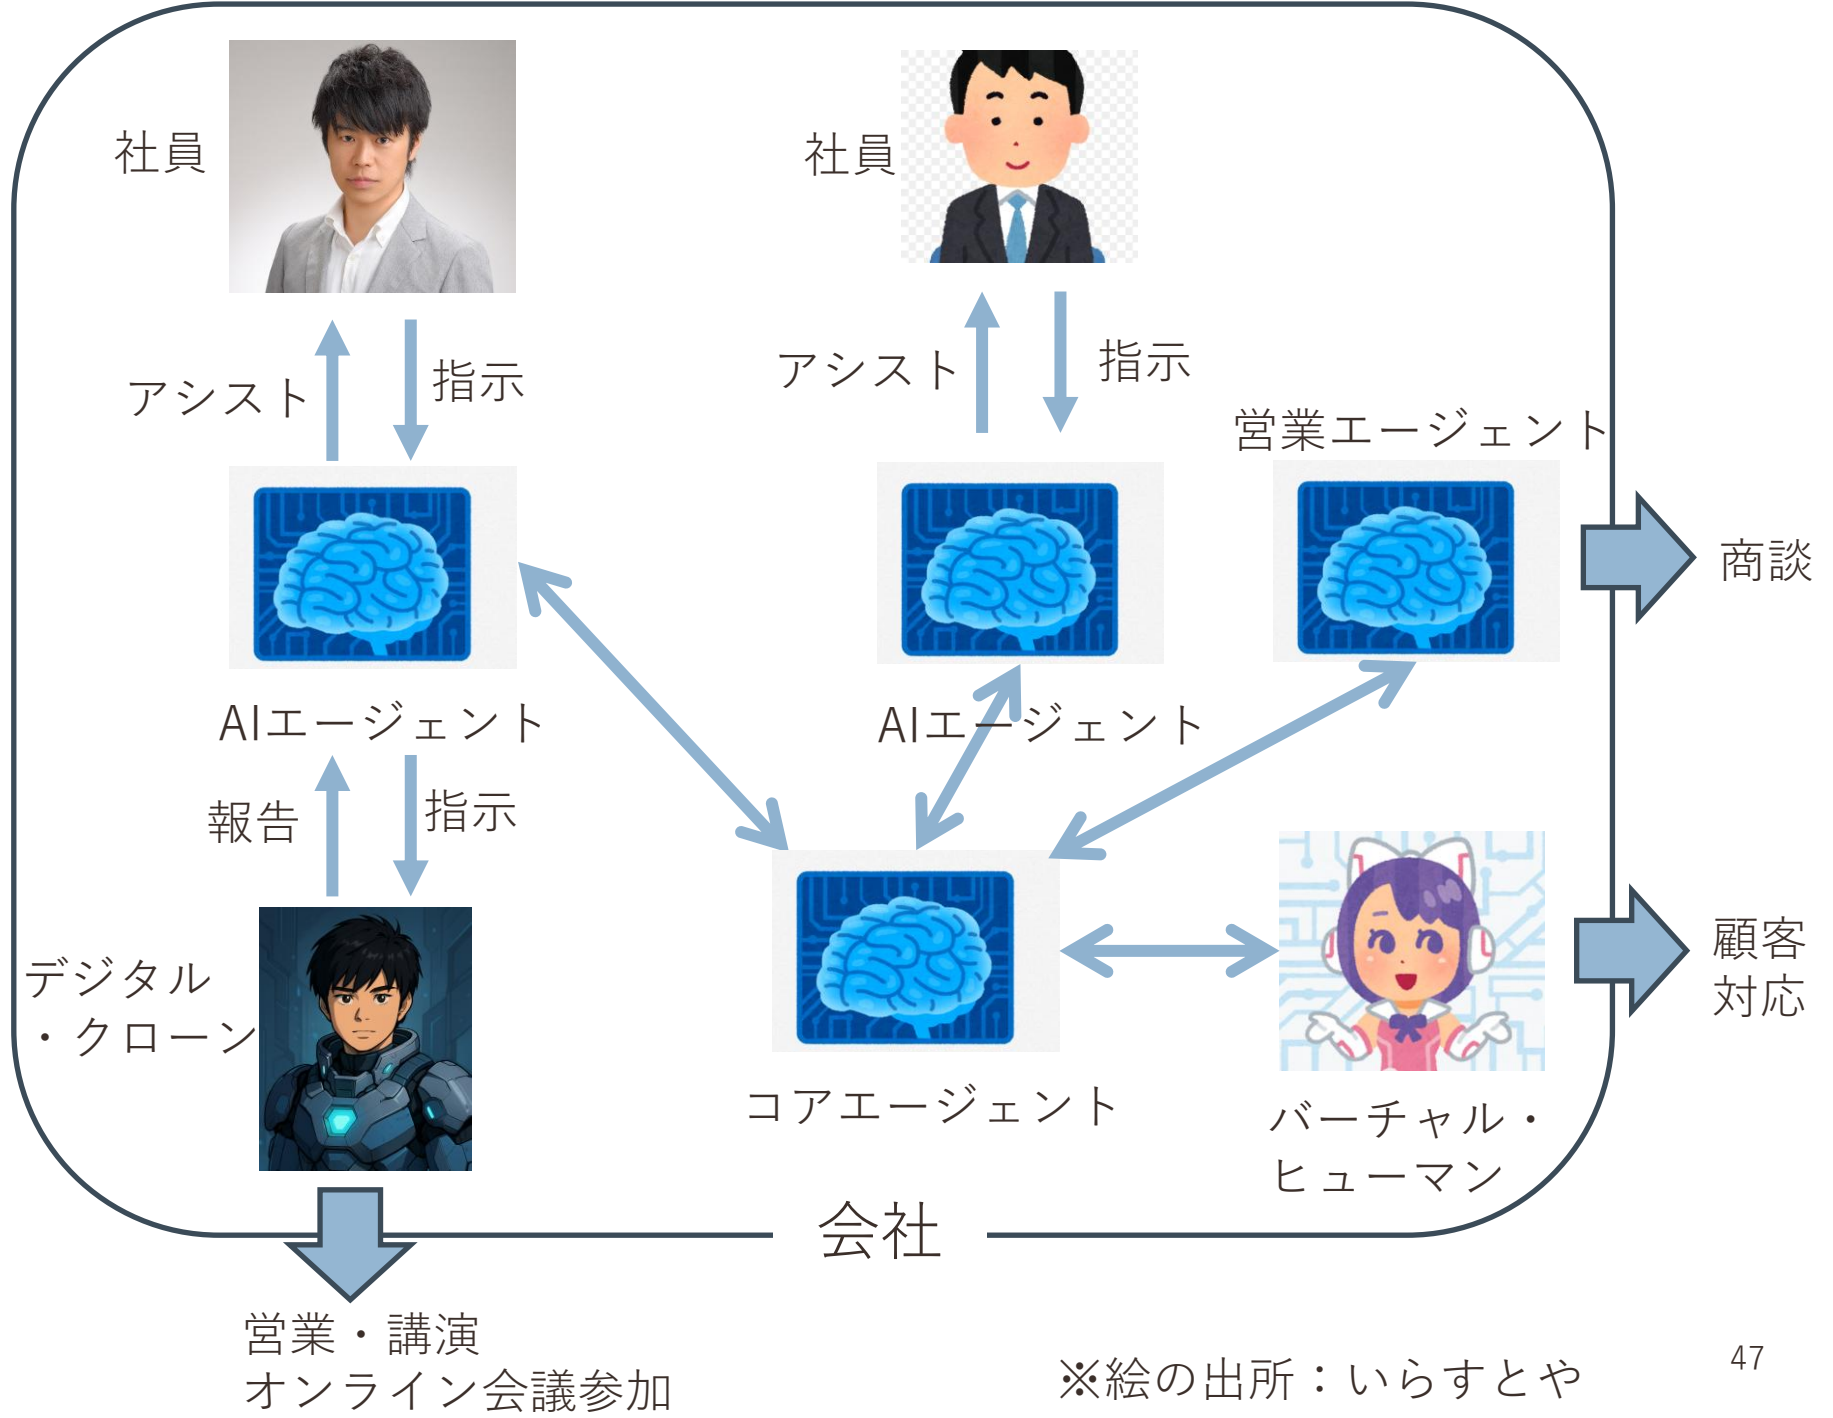 社員
社員
アシスト
指示
アシスト
指示
営業エージェント
商談
AIエージェント
AIエージェント
報告
指示
デジタル
・クローン
顧客
対応
コアエージェント
バーチャル・
ヒューマン
会社
営業・講演
オンライン会議参加
※絵の出所：いらすとや
47